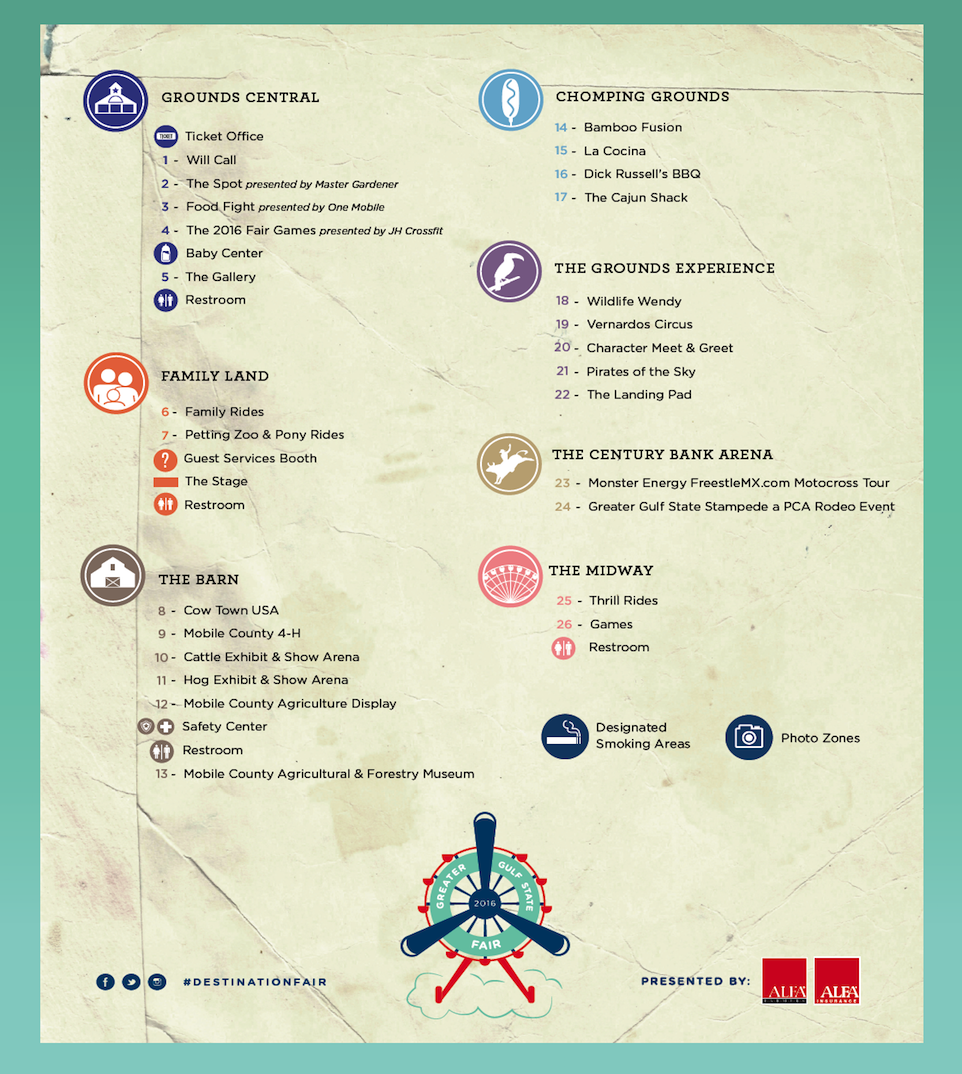 GROUNDS CENTRAL
TICKET
Ticket Office
1 - Will Call
2 - The Spot presented by Master Gardener
3 - Food Fight presented by One Mobile
4 - The 2016 Fair Games presented by JH Crossfit
Baby Center
5 - The Gallery
Restroom
FAMILY LAND
6 - Family Rides
7 - Petting Zoo & Pony Rides
? Guest Services Booth
The Stage
Restroom
THE BARN
8 - Cow Town USA
9 - Mobile County 4-H
10 - Cattle Exhibit & Show Arena
11 - Hog Exhibit & Show Arena
12 - Mobile County Agriculture Display
Safety Center
Restroom
13 - Mobile County Agricultural & Forestry Museum
CHOMPING GROUNDS
14 - Bamboo Fusion
15 - La Cocina
16 - Dick Russell's BBQ
17 - The Cajun Shack
THE GROUNDS EXPERIENCE
18 - Wildlife Wendy
19 - Vernardos Circus
20 - Character Meet & Greet
21 - Pirates of the Sky
22 - The Landing Pad
THE CENTURY BANK ARENA
23 - Monster Energy FreestleMX.com Motocross Tour
24 - Greater Gulf State Stampede a PCA Rodeo Event
THE MIDWAY
25 - Thrill Rides
26 - Games
Restroom
Designated
Smoking Areas
Photo Zones
GREATER GULF STATE
2016
FAIR
#DESTINATIONFAIR
PRESENTED BY:
ALFA
ALFA
INSURANCE